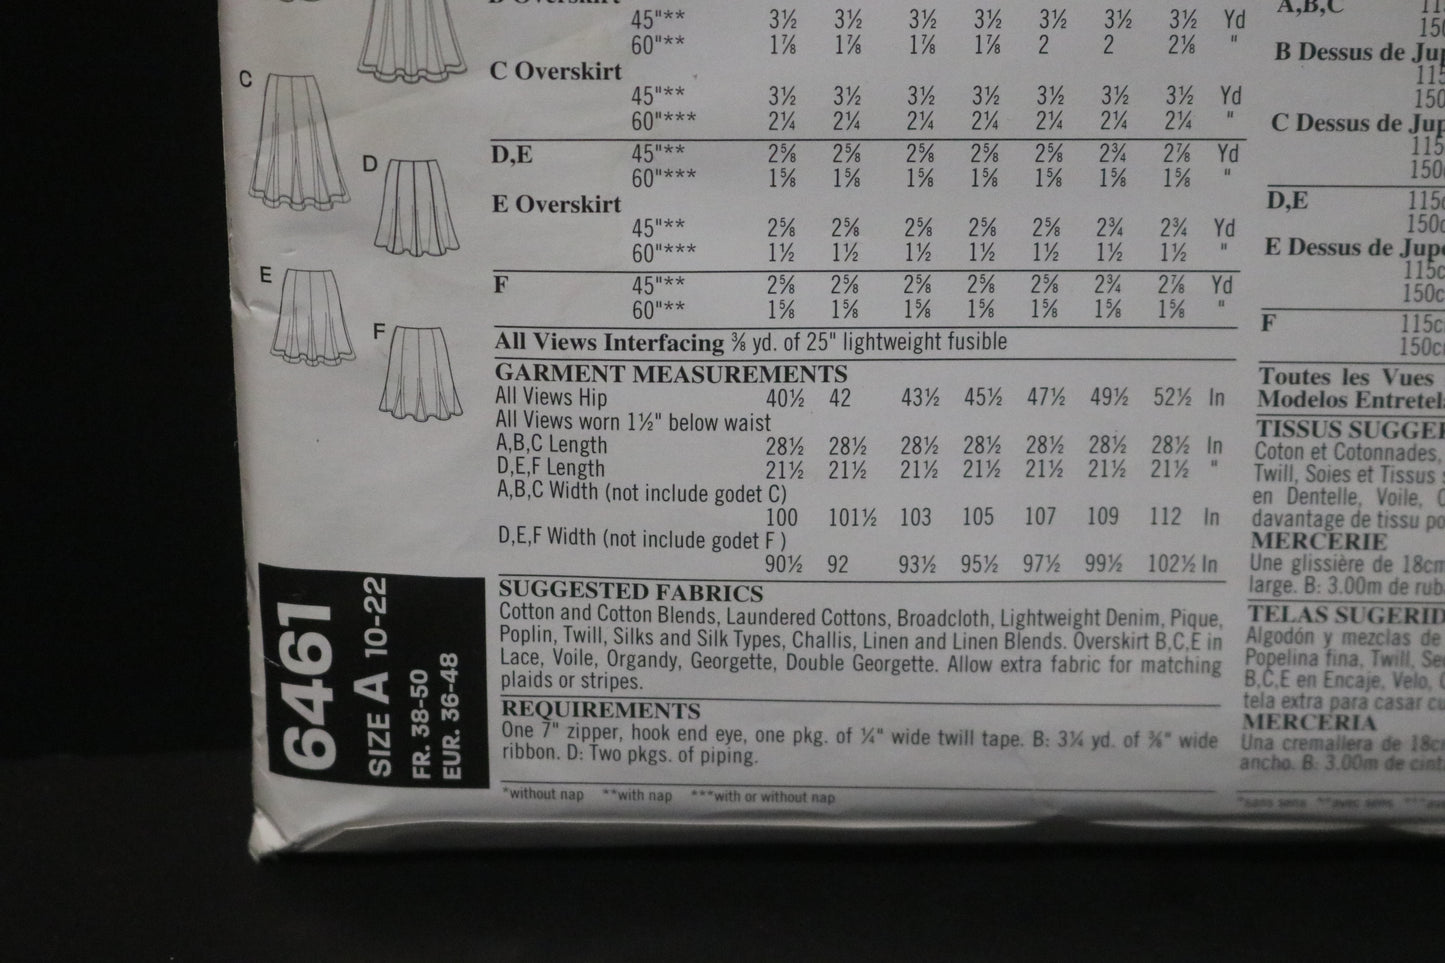 45"** 3½ 3½ 3½ 3½ 3½ 3½ 3½ Yd
60"** 1⅞ 1⅞ 1⅞ 1⅞ 2 2 2⅛ "
C Overskirt
45"** 3½ 3½ 3½ 3½ 3½ 3½ 3½ Yd
60"*** 2¼ 2¼ 2¼ 2¼ 2¼ 2¼ 2¼ "
D,E 45"** 2⅝ 2⅝ 2⅝ 2⅝ 2⅝ 2¾ 2⅞ Yd
60"*** 1⅝ 1⅝ 1⅝ 1⅝ 1⅝ 1⅝ 1⅝ "
E Overskirt
45"** 2⅝ 2⅝ 2⅝ 2⅝ 2⅝ 2¾ 2¾ Yd
60"*** 1½ 1½ 1½ 1½ 1½ 1½ 1½ "
F 45"** 2⅝ 2⅝ 2⅝ 2⅝ 2⅝ 2¾ 2⅞ Yd
60"** 1⅝ 1⅝ 1⅝ 1⅝ 1⅝ 1⅝ 1⅝ "
All Views Interfacing ⅜ yd. of 25" lightweight fusible
GARMENT MEASUREMENTS
All Views Hip 40½ 42 43½ 45½ 47½ 49½ 52½ In
All Views worn 1½" below waist
A,B,C Length 28½ 28½ 28½ 28½ 28½ 28½ 28½ In
D,E,F Length 21½ 21½ 21½ 21½ 21½ 21½ 21½ "
A,B,C Width (not include godet C)
100 101½ 103 105 107 109 112 In
D,E,F Width (not include godet F )
90½ 92 93½ 95½ 97½ 99½ 102½ In
SUGGESTED FABRICS
Cotton and Cotton Blends, Laundered Cottons, Broadcloth, Lightweight Denim, Pique,
Poplin, Twill, Silks and Silk Types, Challis, Linen and Linen Blends. Overskirt B,C,E in
Lace, Voile, Organdy, Georgette, Double Georgette. Allow extra fabric for matching
plaids or stripes.
REQUIREMENTS
One 7" zipper, hook end eye, one pkg. of ¼" wide twill tape. B: 3¼ yd. of ⅜" wide
ribbon. D: Two pkgs. of piping.
*without nap **with nap ***with or without nap
C
D
E
F
6461
SIZE A 10-22
FR. 38-50
EUR. 36-48
A,B,C
B Dessus de
C Dessus de
D,E
E Dessus de
F
Toutes les Vues
Modelos
TISSUS
Coton et Cotonnades,
Twill, Soies et Tissus
en Dentelle, Voile,
davantage de tissu
MERCERIE
Une glissière de 18cm
large. B: 3.00m de
TELAS
Algodón y mezclas de
Popelina fina, Twill,
B,C,E en Encaje, Velo,
tela extra para casar
MERCERIA
Una cremallera de
ancho. B: 3.00m de